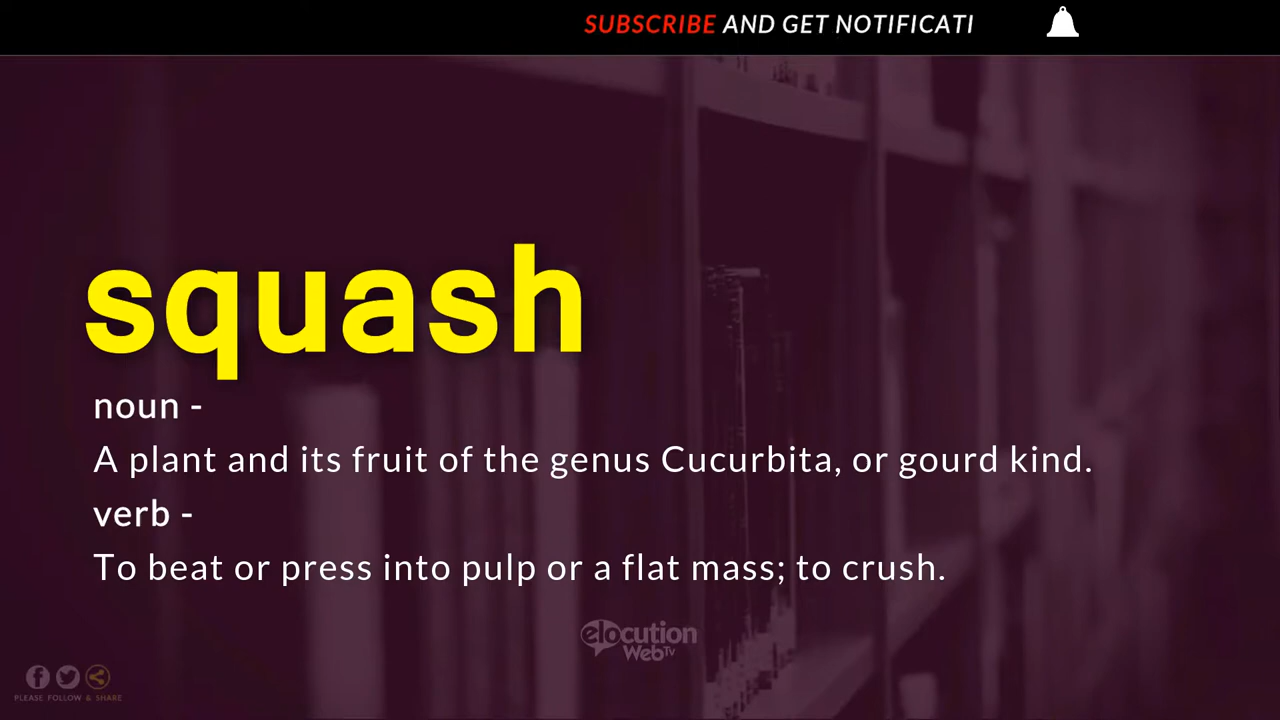 SUBSCRIBE AND GET NOTIFICATI
squash
noun -
A plant and its fruit of the genus Cucurbita, or gourd kind.
verb -
To beat or press into pulp or a flat mass; to crush.
elocution
WebTv
PLEASE FOLLOW & SHARE